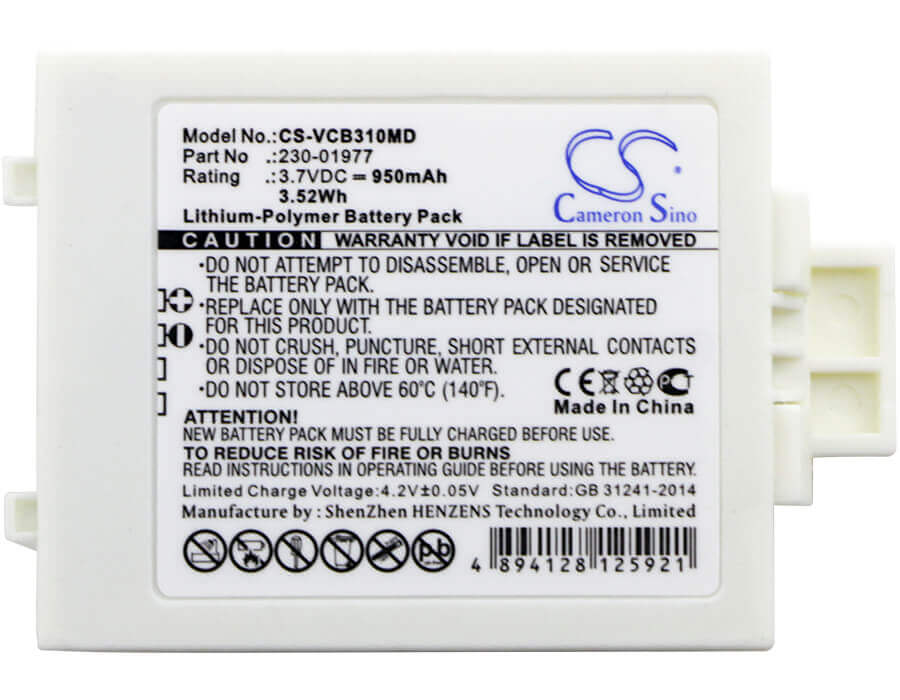 Model No.:CS-VCB310MD
Part No .:230-01977
Rating .:3.7VDC ⎓ 950mAh
3.52Wh
Lithium-Polymer Battery Pack
CS
Cameron Sino
CAUTION WARRANTY VOID IF LABEL IS REMOVED
•DO NOT ATTEMPT TO DISASSEMBLE, OPEN OR SERVICE
THE BATTERY PACK.
•REPLACE ONLY WITH THE BATTERY PACK DESIGNATED
FOR THIS PRODUCT.
•DO NOT CRUSH, PUNCTURE, SHORT EXTERNAL CONTACTS
OR DISPOSE OF IN FIRE OR WATER.
•DO NOT STORE ABOVE 60°C (140°F).
CE
PCT
Made In China
ATTENTION!
NEW BATTERY PACK MUST BE FULLY CHARGED BEFORE USE.
TO REDUCE RISK OF FIRE OR BURNS
READ INSTRUCTIONS IN OPERATING GUIDE BEFORE USING THE BATTERY.
Limited Charge Voltage:4.2V±0.05V Standard:GB 31241-2014
Manufacture by : ShenZhen HENZENS Technology Co., Limited
Pb
4 894128 125921